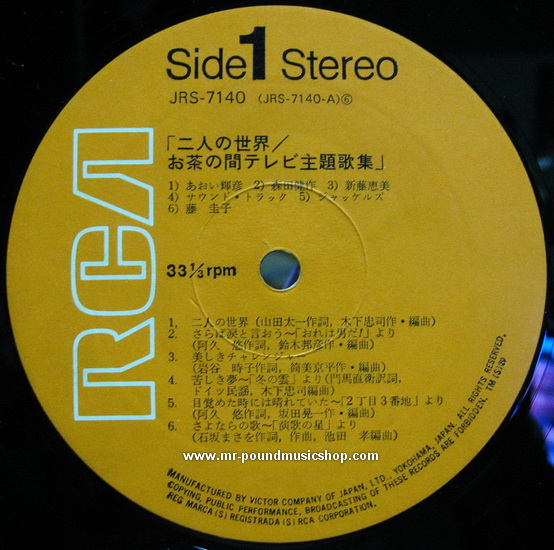 Side 1 Stereo
JRS-7140 (JRS-7140-A)⑥
「二人の世界／
お茶の間テレビ主題歌集」
1) あおい輝彦 2) 森田健作 3) 新藤恵美
4) サウンド・トラック 5) ジャッケルズ
6) 藤 圭子
RCA
33 1/3 rpm
1. 二人の世界 (山田太一作詞, 木下忠司作・編曲)
2. さらば涙と言おう〜「おれは男だ!」より
(阿久 悠作詞, 鈴木邦彦作・編曲)
3. 美しきチャレンジャー
(岩谷 時子作詞, 筒美京平作・編曲)
4. 苦しき夢〜「冬の雲」より (門馬直衛訳詞,
ドイツ民謡, 木下忠司編曲)
5. 目覚めた時には晴れていた〜「2丁目3番地」より
(阿久 悠作詞, 坂田晃一作・編曲)
6. さよならの歌〜「演歌の星」より
(石坂まさを作詞, 作曲, 池田 孝編曲)
www.mr-poundmusicshop.com
MANUFACTURED BY VICTOR COMPANY OF JAPAN, LTD., YOKOHAMA, JAPAN. ALL RIGHTS RESERVED.
COPYING, PUBLIC PERFORMANCE, BROADCASTING OF THESE RECORDS ARE FORBIDDEN. TM(S)®
REG MARCA(S) REGISTRADA(S) RCA CORPORATION.